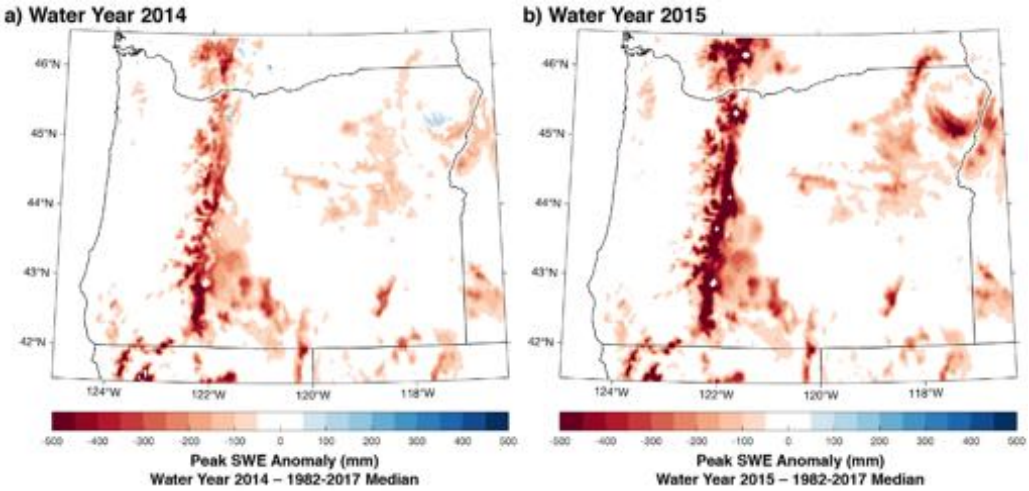 a) Water Year 2014
b) Water Year 2015
46°N
45°N
44°N
43°N
42°N
124°W
122°W
120°W
118°W
46°N
45°N
44°N
43°N
42°N
124°W
122°W
120°W
118°W
-500 -400 -300 -200 -100 0 100 200 300 400 500
Peak SWE Anomaly (mm)
Water Year 2014 – 1982-2017 Median
-500 -400 -300 -200 -100 0 100 200 300 400 500
Peak SWE Anomaly (mm)
Water Year 2015 – 1982-2017 Median